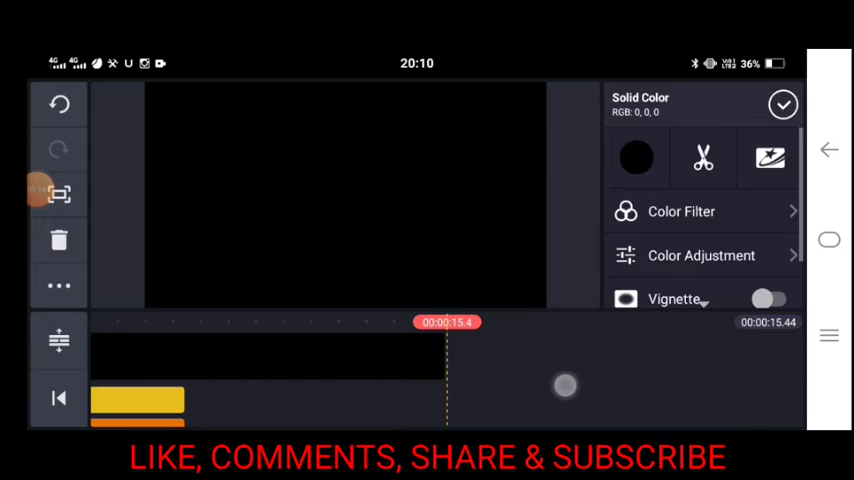 20:10
36%
Solid Color
RGB: 0, 0, 0
Color Filter
Color Adjustment
Vignette
00:00:15.4
00:00:15.44
LIKE, COMMENTS, SHARE & SUBSCRIBE